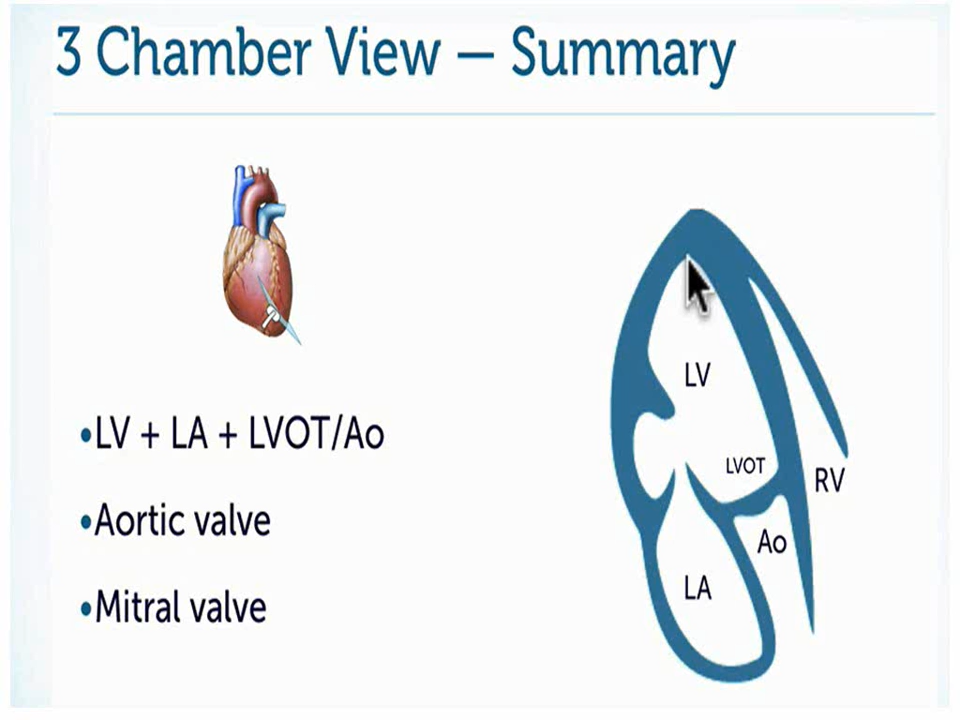 3 Chamber View — Summary
•LV + LA + LVOT/Ao
•Aortic valve
•Mitral valve
LV
LVOT
RV
Ao
LA